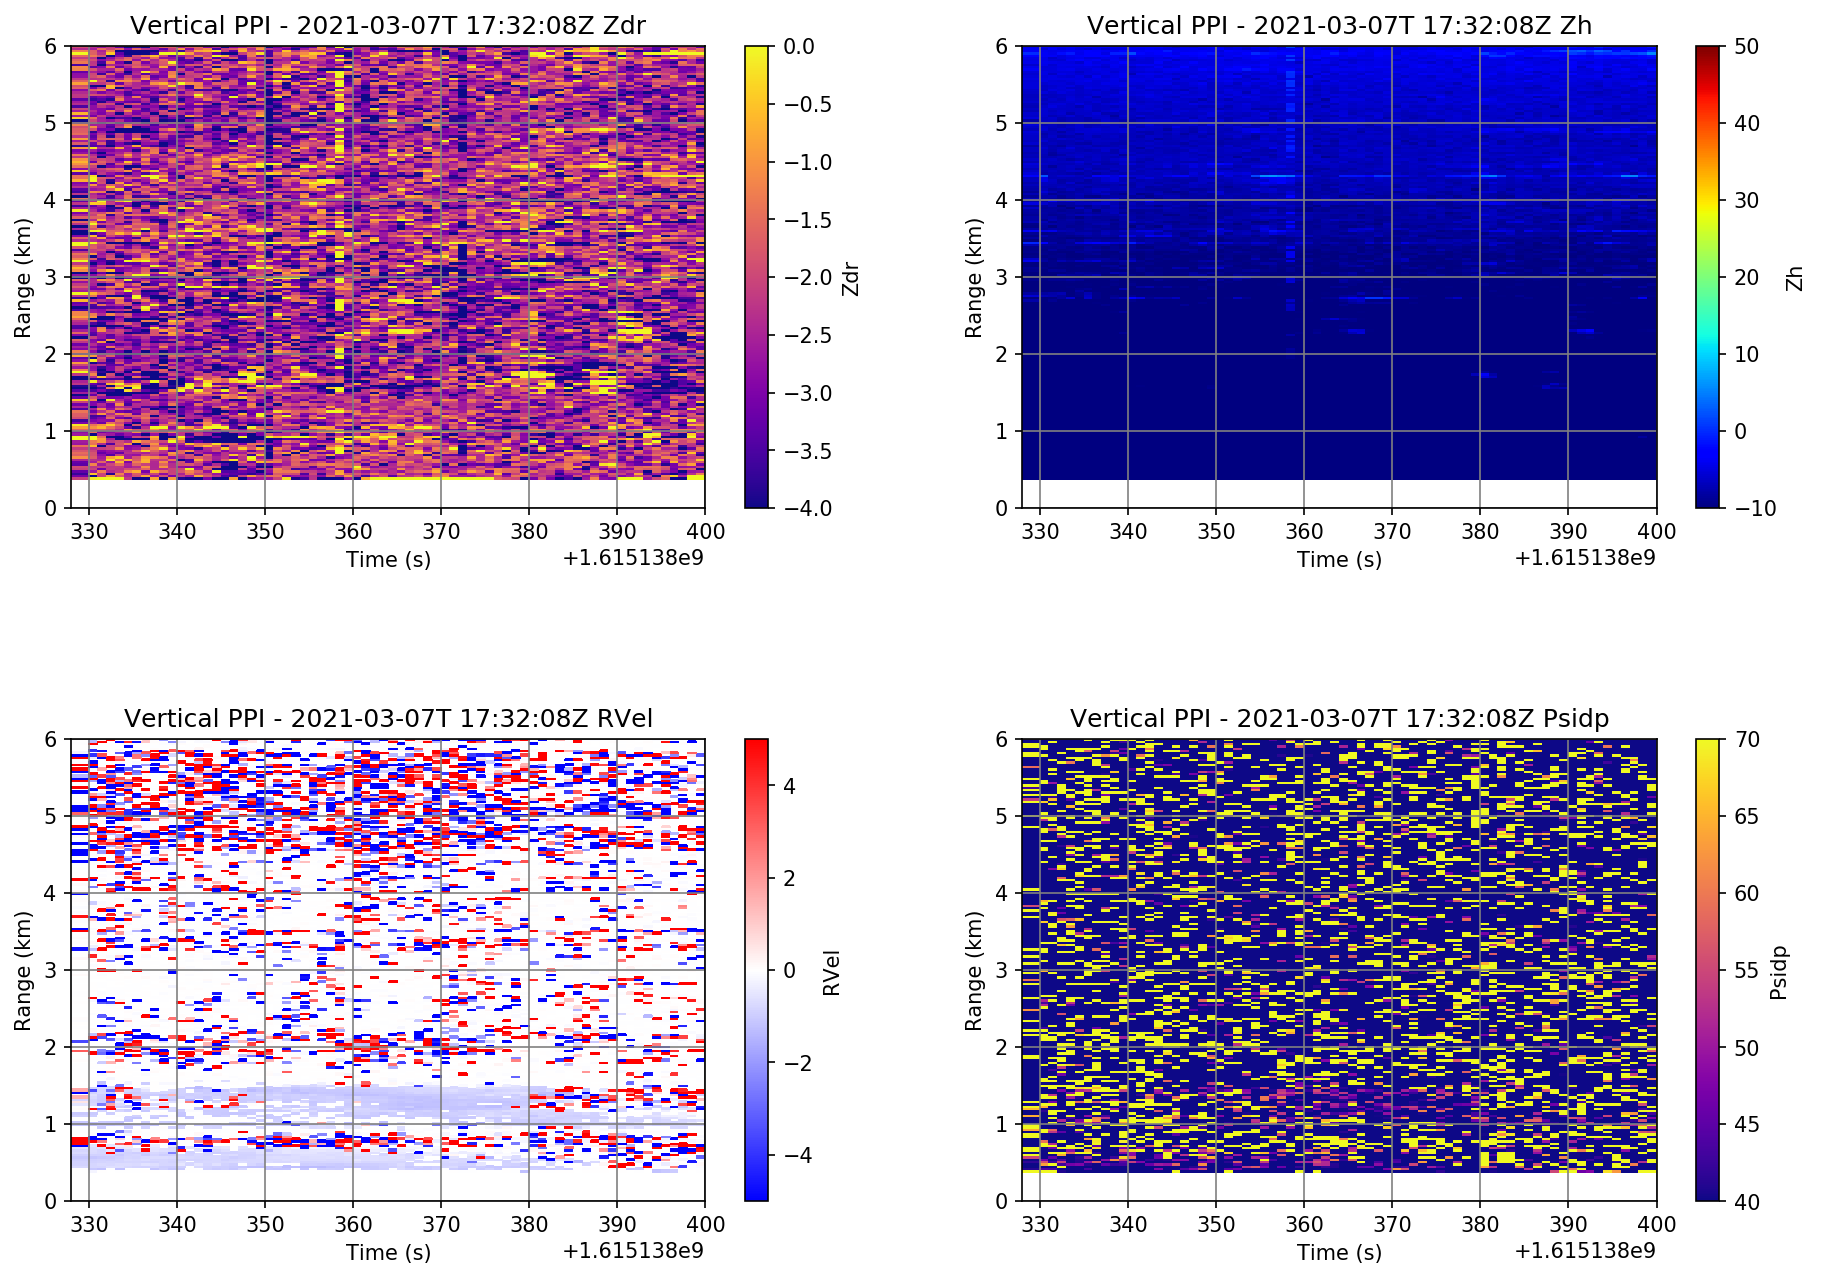 Vertical PPI - 2021-03-07T 17:32:08Z Zdr
6
5
4
3
2
1
0
Range (km)
330 340 350 360 370 380 390 400
Time (s)
+1.615138e9
0.0
−0.5
−1.0
−1.5
−2.0
−2.5
−3.0
−3.5
−4.0
Zdr
Vertical PPI - 2021-03-07T 17:32:08Z Zh
6
5
4
3
2
1
0
Range (km)
330 340 350 360 370 380 390 400
Time (s)
+1.615138e9
50
40
30
20
10
0
−10
Zh
Vertical PPI - 2021-03-07T 17:32:08Z RVel
6
5
4
3
2
1
0
Range (km)
330 340 350 360 370 380 390 400
Time (s)
+1.615138e9
4
2
0
−2
−4
RVel
Vertical PPI - 2021-03-07T 17:32:08Z Psidp
6
5
4
3
2
1
0
Range (km)
330 340 350 360 370 380 390 400
Time (s)
+1.615138e9
70
65
60
55
50
45
40
Psidp